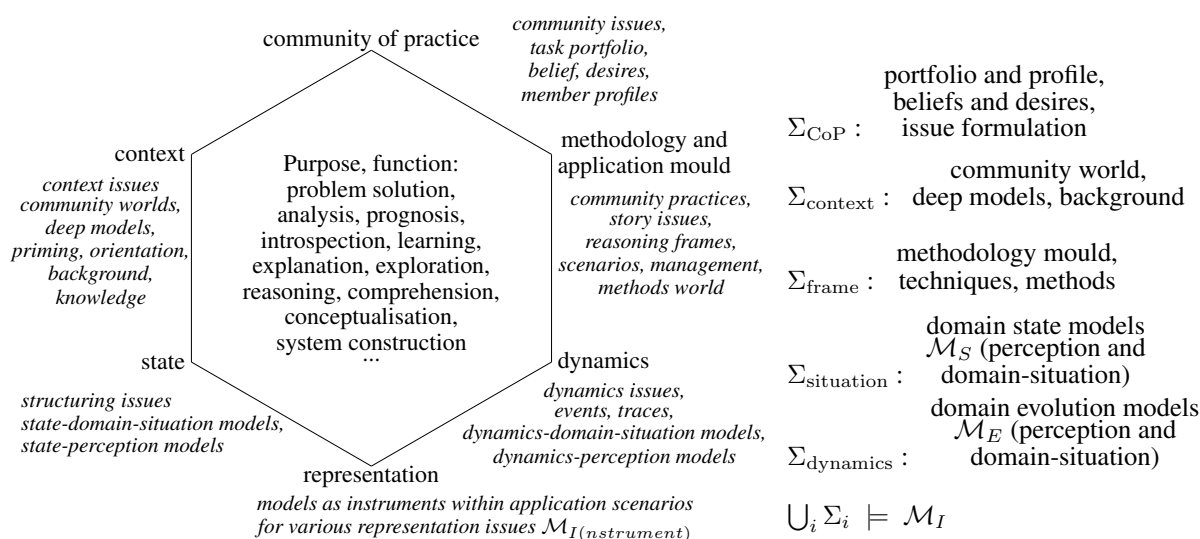 community of practice
community issues,
task portfolio,
belief, desires,
member profiles
context
context issues
community worlds,
deep models,
priming, orientation,
background,
knowledge
Purpose, function:
problem solution,
analysis, prognosis,
introspection, learning,
explanation, exploration,
reasoning, comprehension,
conceptualisation,
system construction
...
methodology and
application mould
community practices,
story issues,
reasoning frames,
scenarios, management,
methods world
state
structuring issues
state-domain-situation models,
state-perception models
dynamics
dynamics issues,
events, traces,
dynamics-domain-situation models,
dynamics-perception models
representation
models as instruments within application scenarios
for various representation issues M_I(nstrument)
portfolio and profile,
beliefs and desires,
Σ_CoP : issue formulation
community world,
Σ_context : deep models, background
methodology mould,
Σ_frame : techniques, methods
domain state models
M_S (perception and
Σ_situation : domain-situation)
domain evolution models
M_E (perception and
Σ_dynamics : domain-situation)
⋃_i Σ_i ⊨ M_I